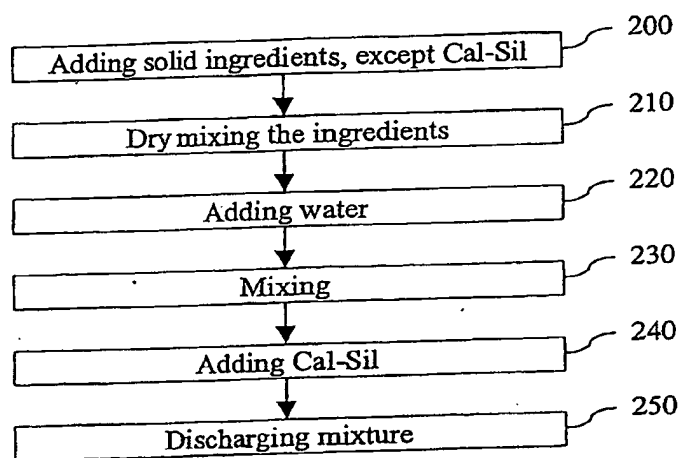 200
Adding solid ingredients, except Cal-Sil
210
Dry mixing the ingredients
220
Adding water
230
Mixing
240
Adding Cal-Sil
250
Discharging mixture